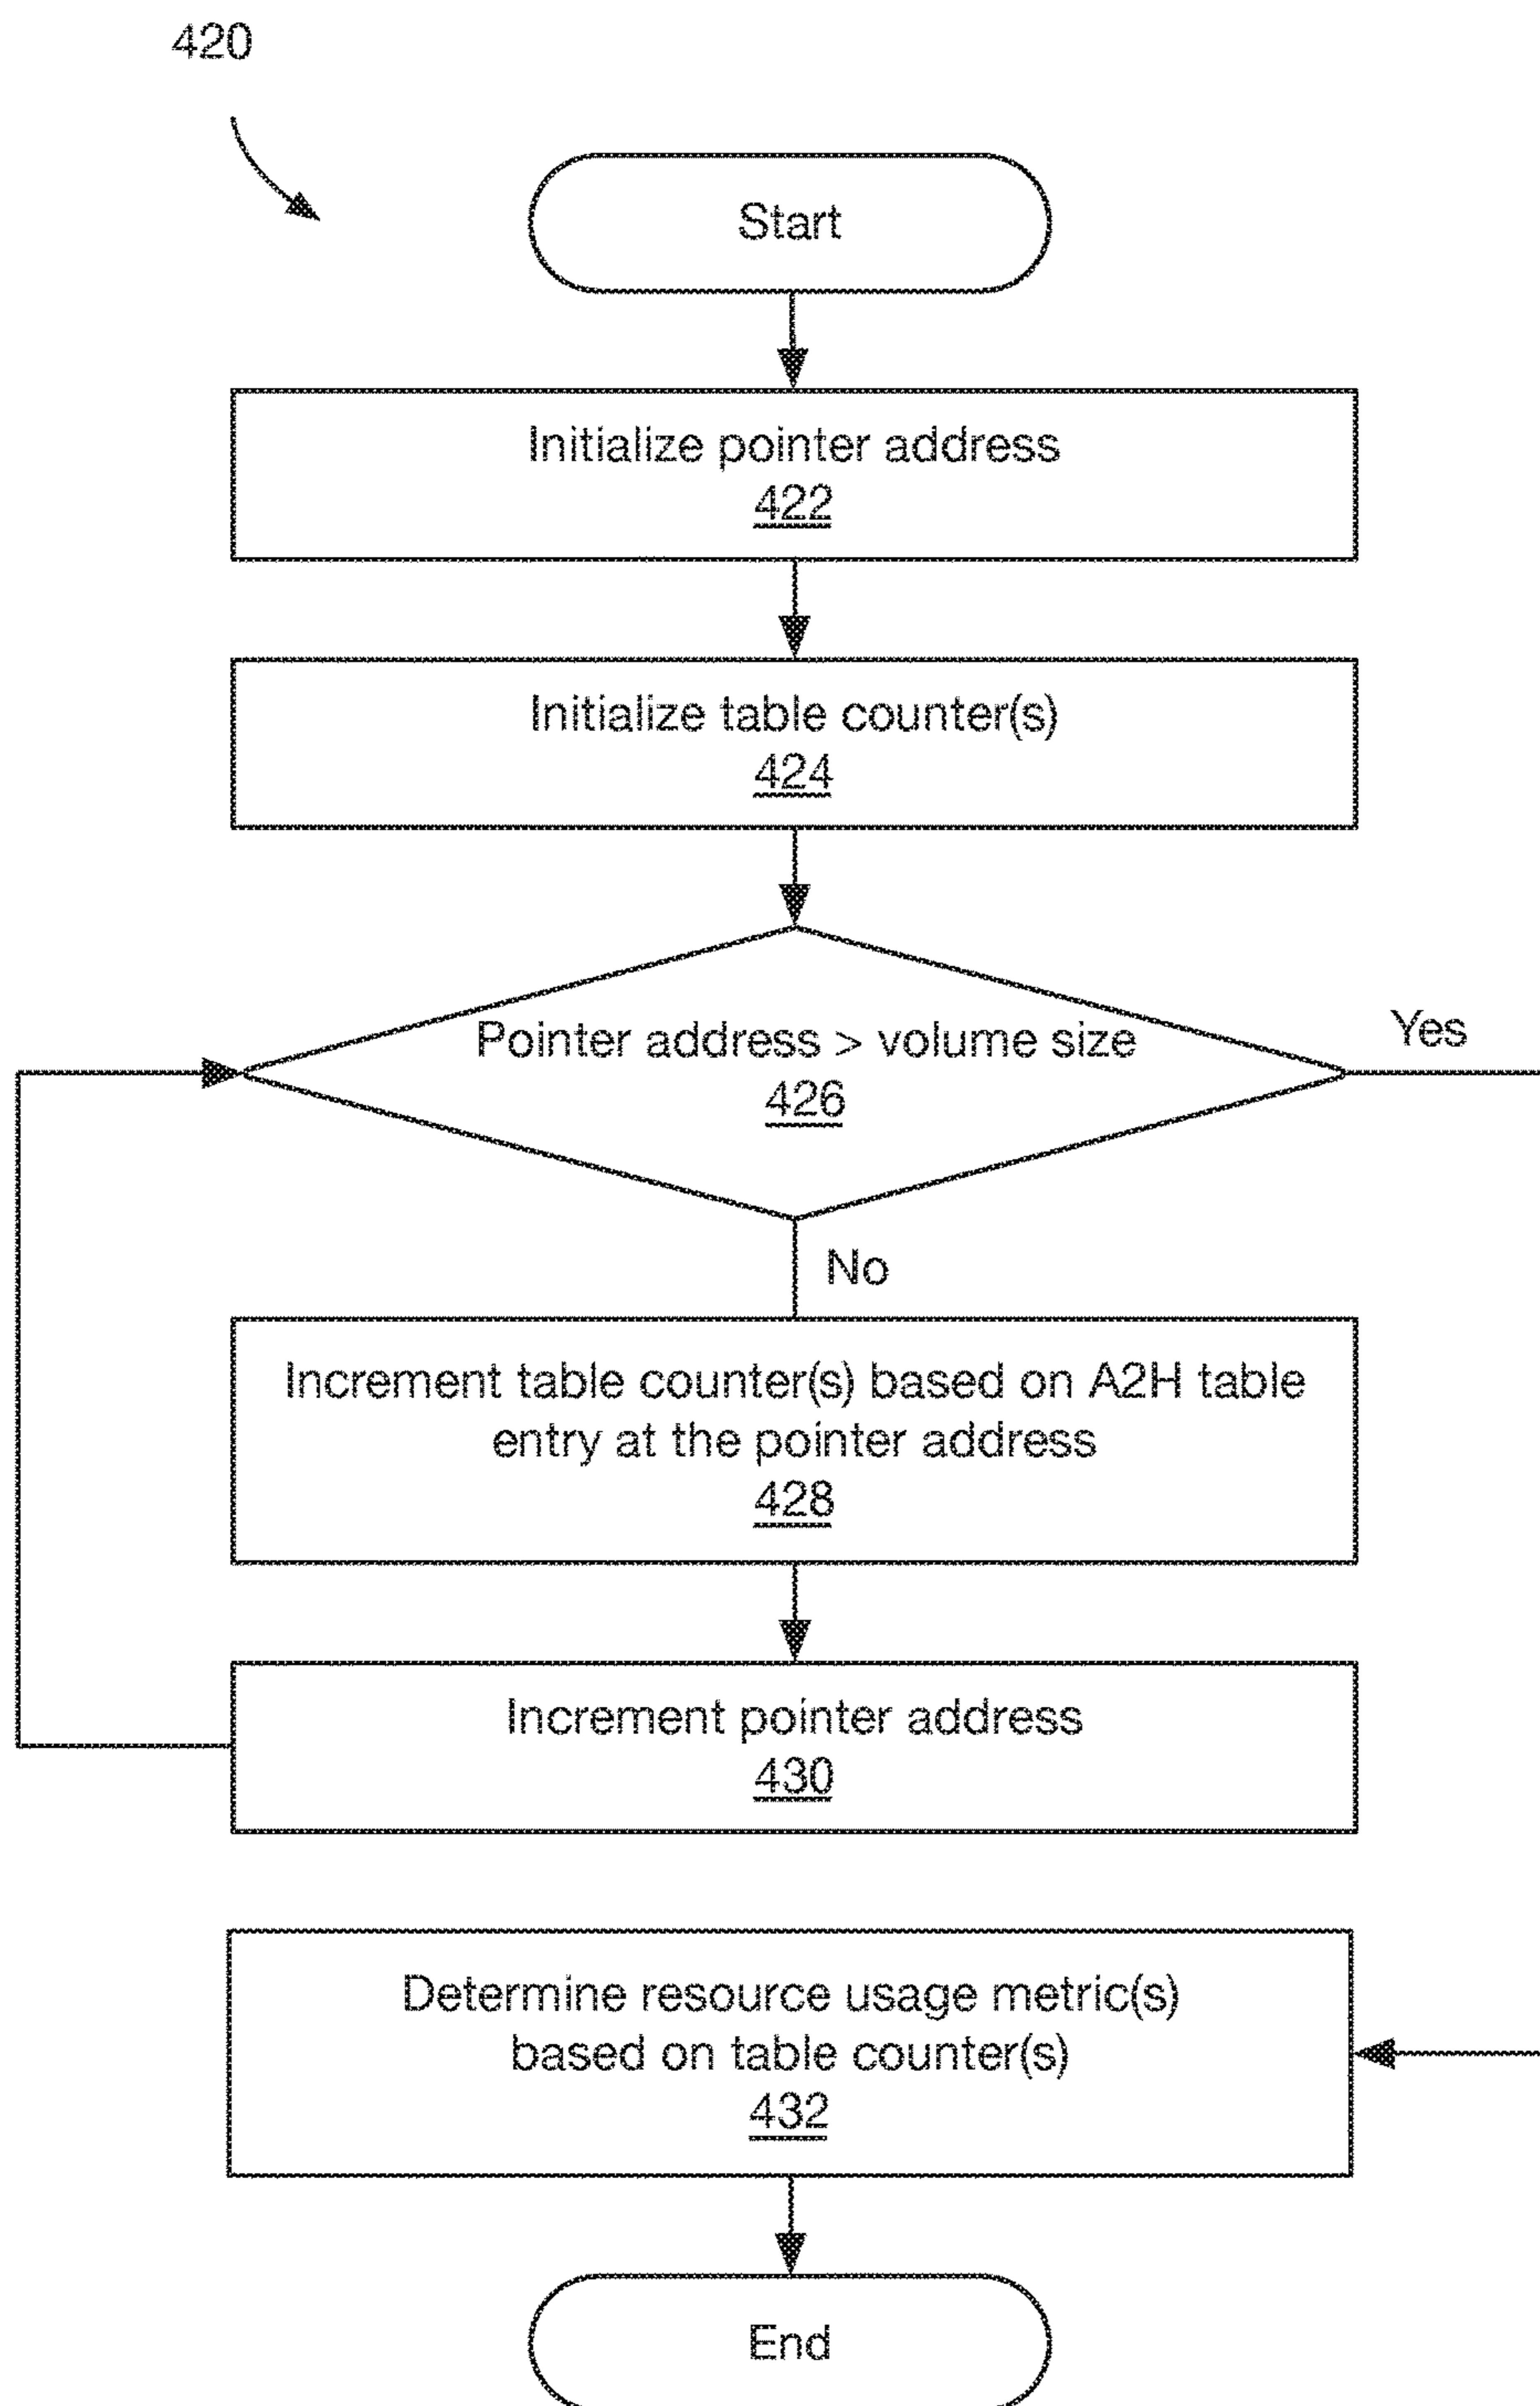 420
Start
Initialize pointer address
422
Initialize table counter(s)
424
Pointer address > volume size
426
Yes
No
Increment table counter(s) based on A2H table
entry at the pointer address
428
Increment pointer address
430
Determine resource usage metric(s)
based on table counter(s)
432
End